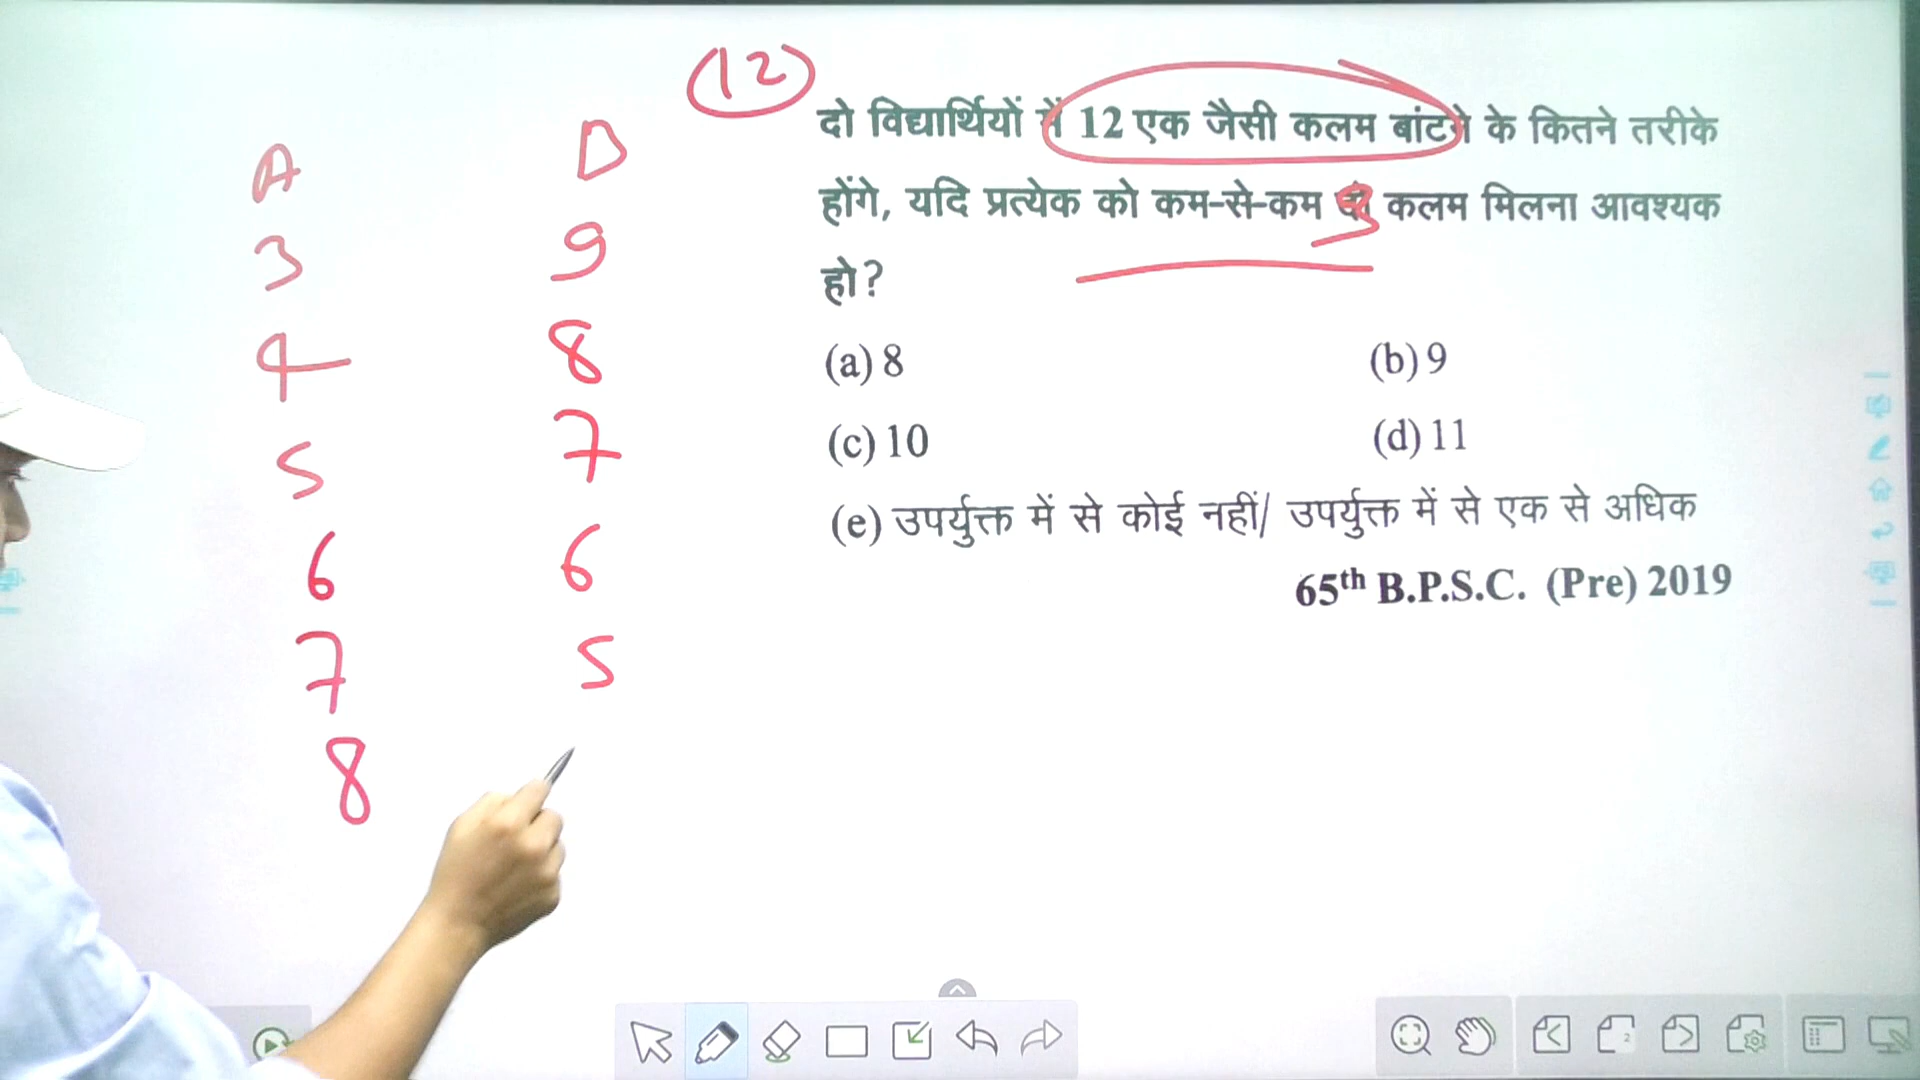 12
दो विद्यार्थियों में 12 एक जैसी कलम बांटने के कितने तरीके
होंगे, यदि प्रत्येक को कम-से-कम 3 कलम मिलना आवश्यक
हो?
(a) 8 (b) 9
(c) 10 (d) 11
(e) उपर्युक्त में से कोई नहीं/ उपर्युक्त में से एक से अधिक
65th B.P.S.C. (Pre) 2019
A D
3 9
4 8
5 7
6 6
7 5
8